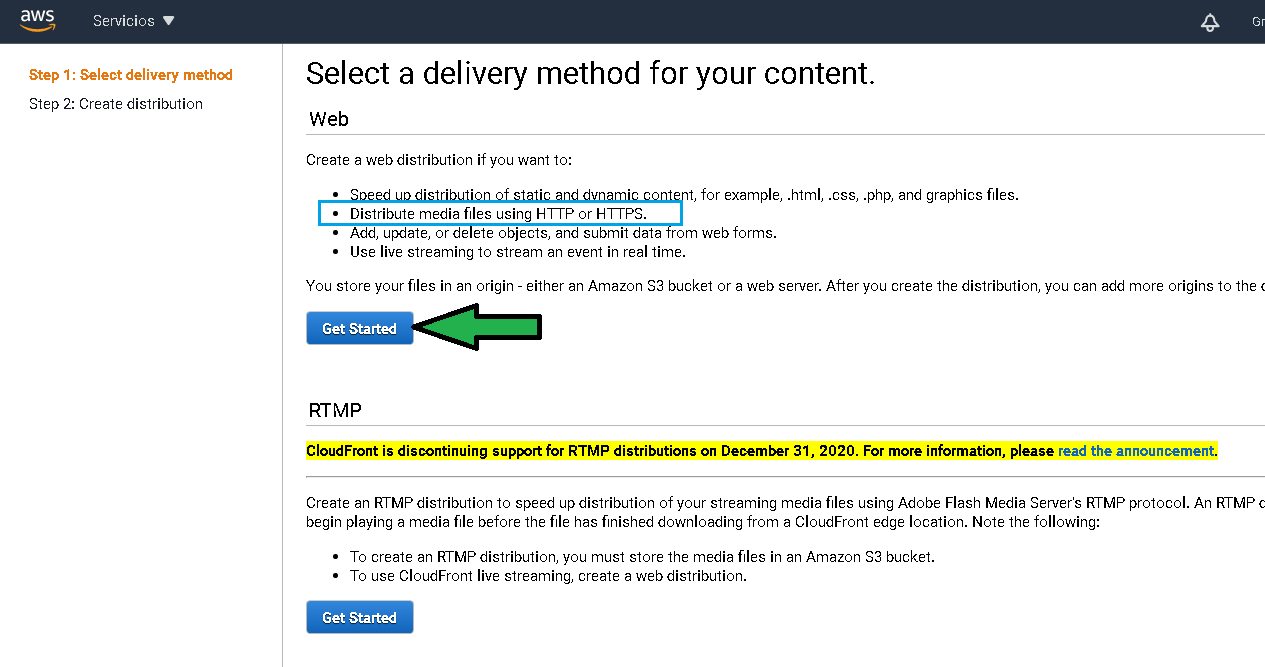 aws Servicios Gr
Step 1: Select delivery method
Step 2: Create distribution
Select a delivery method for your content.
Web
Create a web distribution if you want to:
Speed up distribution of static and dynamic content, for example, .html, .css, .php, and graphics files.
Distribute media files using HTTP or HTTPS.
Add, update, or delete objects, and submit data from web forms.
Use live streaming to stream an event in real time.
You store your files in an origin - either an Amazon S3 bucket or a web server. After you create the distribution, you can add more origins to the
Get Started
RTMP
CloudFront is discontinuing support for RTMP distributions on December 31, 2020. For more information, please read the announcement.
Create an RTMP distribution to speed up distribution of your streaming media files using Adobe Flash Media Server's RTMP protocol. An RTMP
begin playing a media file before the file has finished downloading from a CloudFront edge location. Note the following:
To create an RTMP distribution, you must store the media files in an Amazon S3 bucket.
To use CloudFront live streaming, create a web distribution.
Get Started